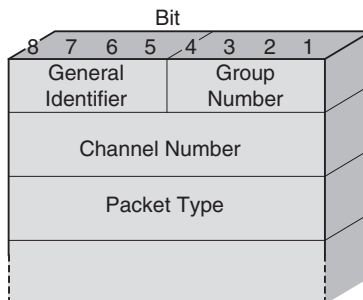 Bit
8 7 6 5 4 3 2 1
General Identifier
Group Number
Channel Number
Packet Type